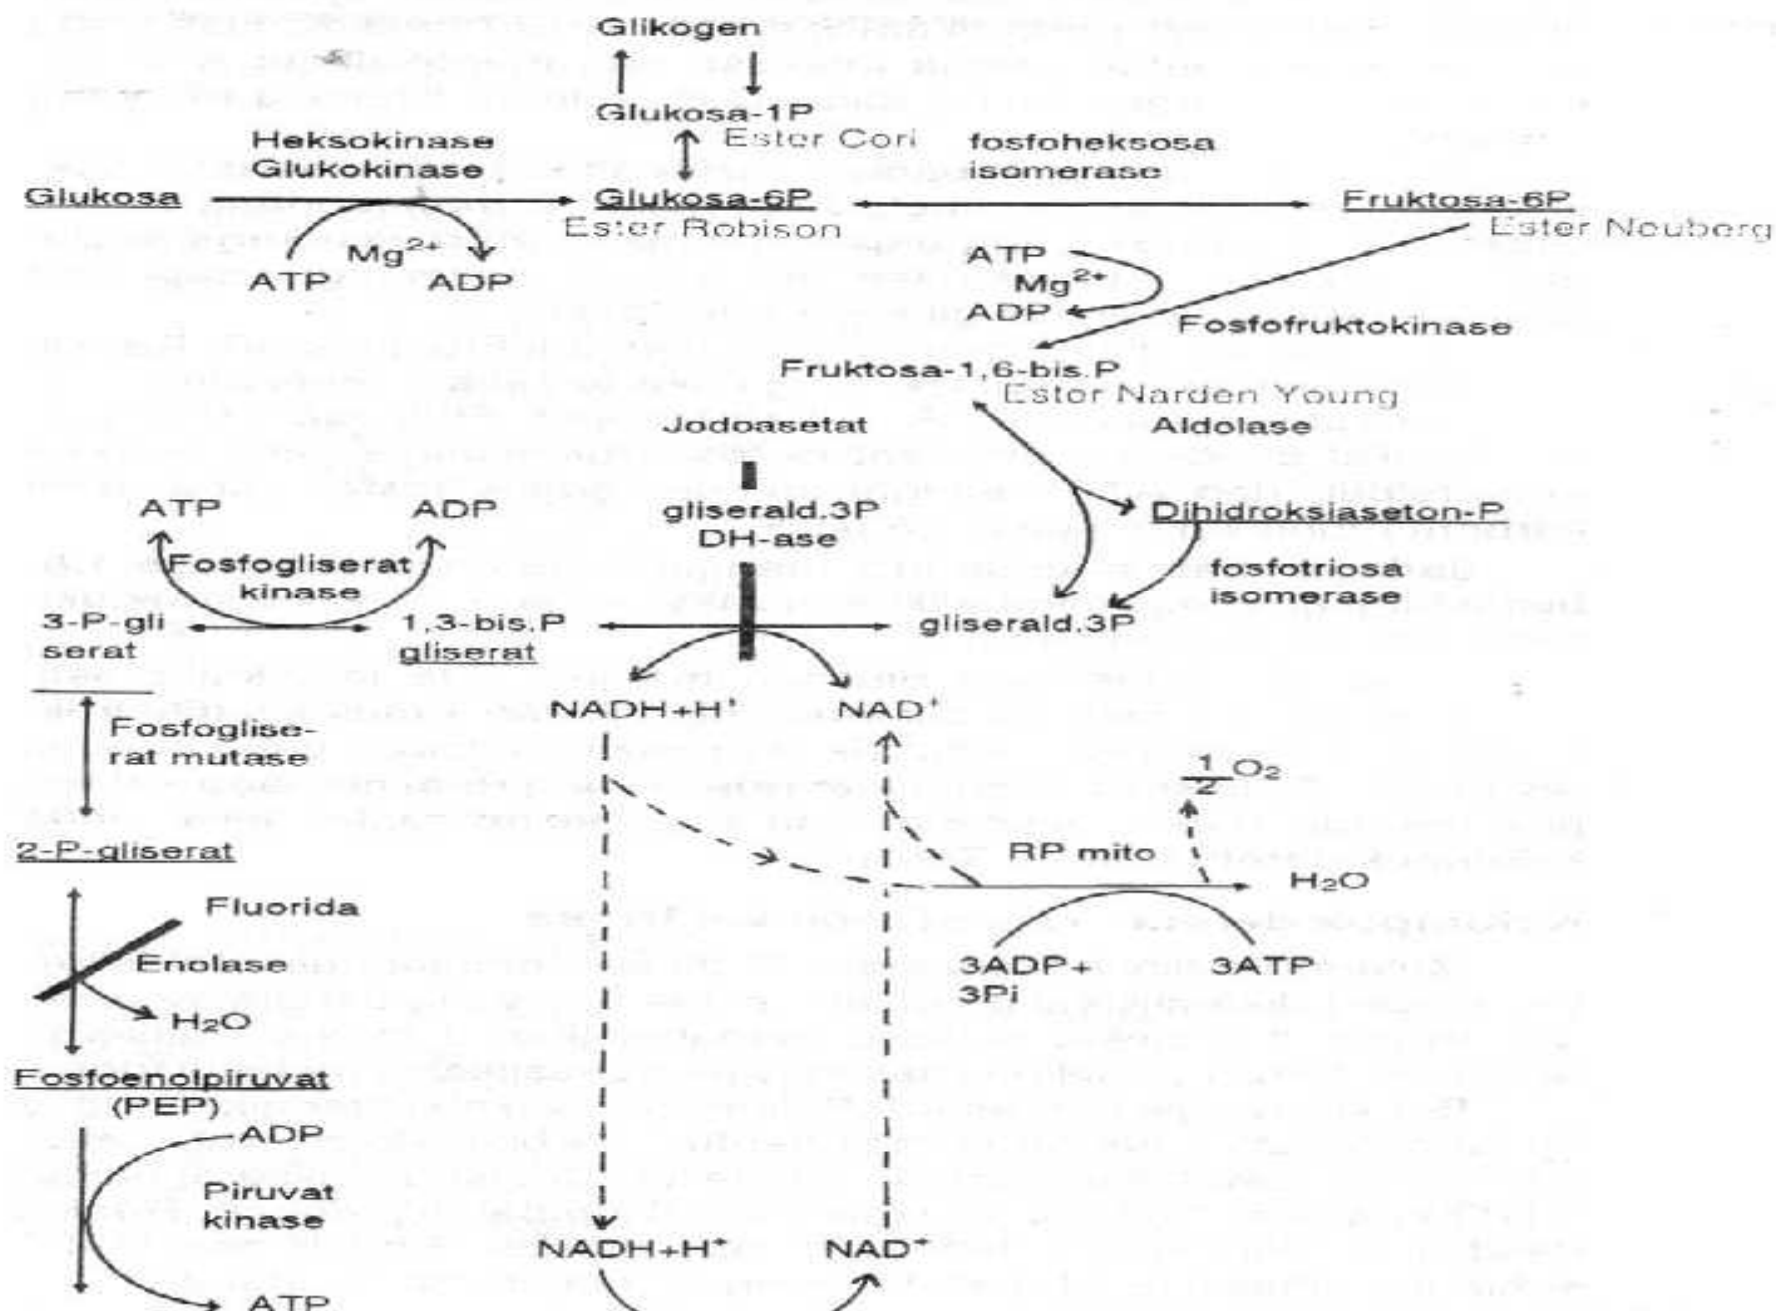 Glikogen
Glukosa-1P
Ester Cori
Heksokinase
Glukokinase
fosfoheksosa
isomerase
Glukosa
Glukosa-6P
Ester Robison
Fruktosa-6P
Ester Neuberg
Mg2+
ATP
ADP
ATP
Mg2+
ADP
Fosfofruktokinase
Fruktosa-1,6-bis.P
Ester Narden Young
Aldolase
Jodoasetat
gliserald.3P
DH-ase
Dihidroksiaseton-P
fosfotriosa
isomerase
ATP
ADP
Fosfogliserat
kinase
3-P-gli
serat
1,3-bis.P
gliserat
gliserald.3P
NADH+H+
NAD+
Fosfoglise-
rat mutase
1/2 O2
2-P-gliserat
RP mito
H2O
Fluorida
Enolase
H2O
3ADP+
3Pi
3ATP
Fosfoenolpiruvat
(PEP)
ADP
Piruvat
kinase
ATP
NADH+H+
NAD+